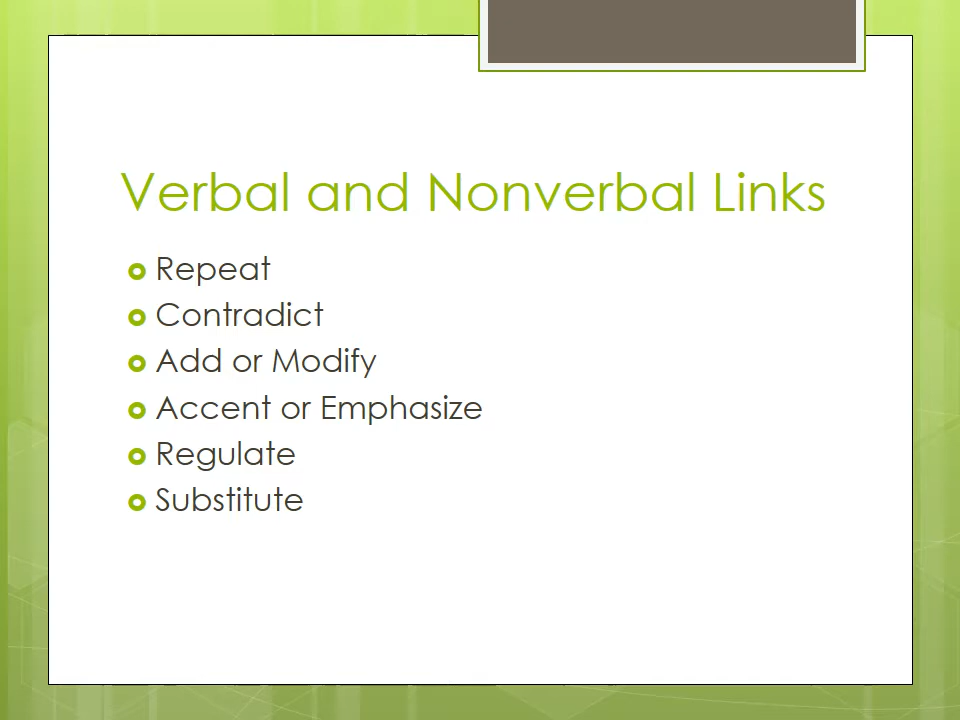 Verbal and Nonverbal Links
Repeat
Contradict
Add or Modify
Accent or Emphasize
Regulate
Substitute